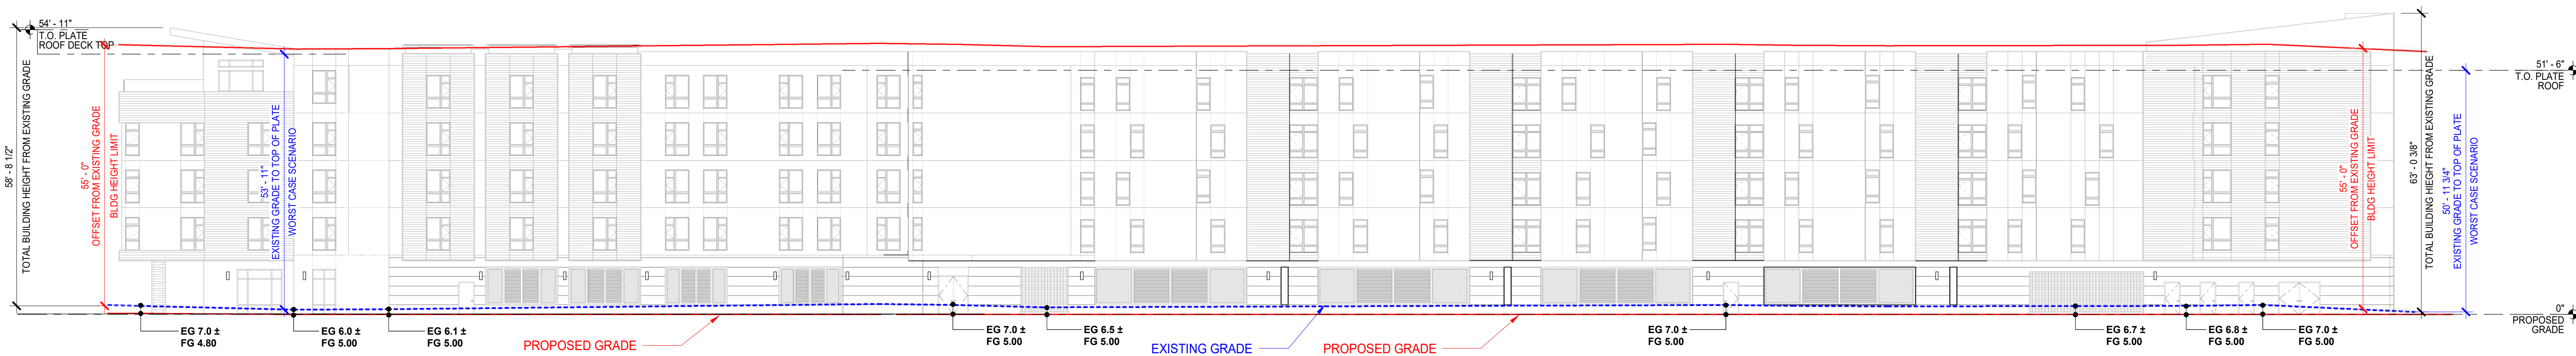 54' - 11"
T.O. PLATE
ROOF DECK TOP
58' - 8 1/2"
TOTAL BUILDING HEIGHT FROM EXISTING GRADE
55' - 0"
OFFSET FROM EXISTING GRADE
BLDG HEIGHT LIMIT
53' - 11"
EXISTING GRADE TO TOP OF PLATE
WORST CASE SCENARIO
55' - 0"
OFFSET FROM EXISTING GRADE
BLDG HEIGHT LIMIT
63' - 0 3/8"
TOTAL BUILDING HIEGHT FROM EXISTING GRADE
50' - 11 3/4"
EXISTING GRADE TO TOP OF PLATE
WORST CASE SCENARIO
51' - 6"
T.O. PLATE
ROOF
0"
PROPOSED
GRADE
EG 7.0 ±
FG 4.80
EG 6.0 ±
FG 5.00
EG 6.1 ±
FG 5.00
PROPOSED GRADE
EG 7.0 ±
FG 5.00
EG 6.5 ±
FG 5.00
EXISTING GRADE
PROPOSED GRADE
EG 7.0 ±
FG 5.00
EG 6.7 ±
FG 5.00
EG 6.8 ±
FG 5.00
EG 7.0 ±
FG 5.00